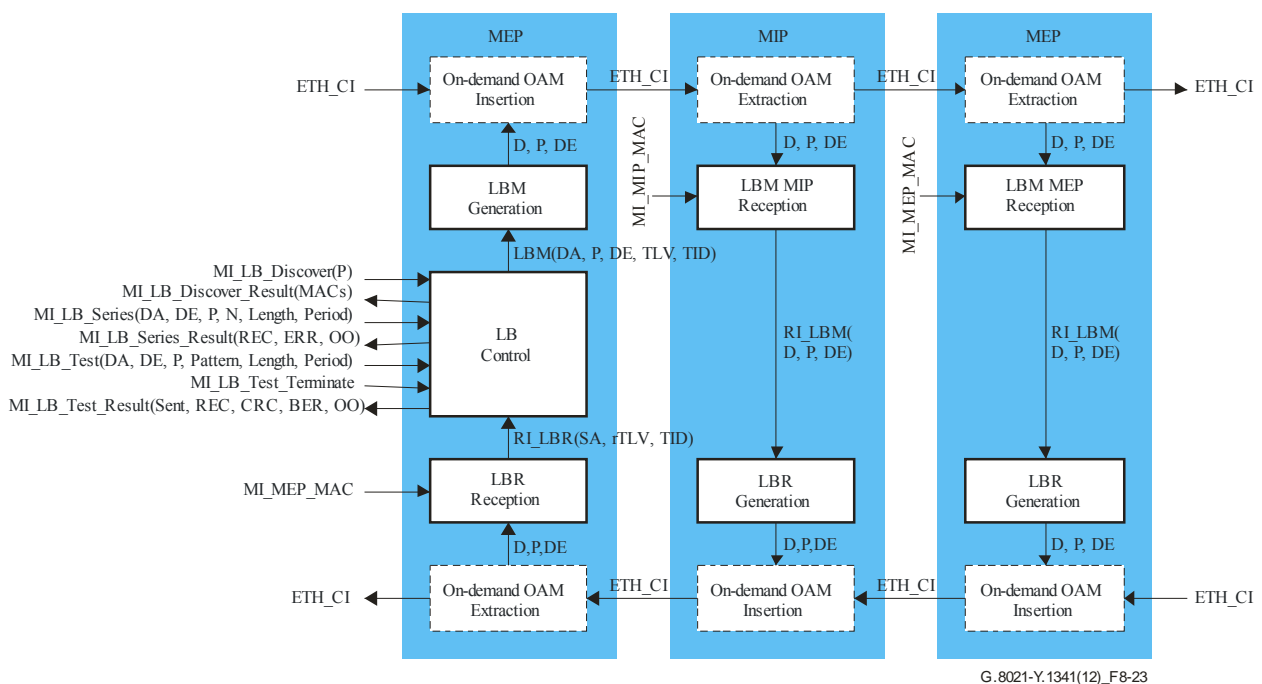 MEP
MIP
MEP
ETH_CI
On-demand OAM
Insertion
ETH_CI
On-demand OAM
Extraction
ETH_CI
On-demand OAM
Extraction
ETH_CI
D, P, DE
D, P, DE
D, P, DE
LBM
Generation
MI_MIP_MAC
LBM MIP
Reception
MI_MEP_MAC
LBM MEP
Reception
LBM(DA, P, DE, TLV, TID)
MI_LB_Discover(P)
MI_LB_Discover_Result(MACs)
MI_LB_Series(DA, DE, P, N, Length, Period)
MI_LB_Series_Result(REC, ERR, OO)
MI_LB_Test(DA, DE, P, Pattern, Length, Period)
MI_LB_Test_Terminate
MI_LB_Test_Result(Sent, REC, CRC, BER, OO)
LB
Control
RI_LBM(
D, P, DE)
RI_LBM(
D, P, DE)
RI_LBR(SA, rTLV, TID)
MI_MEP_MAC
LBR
Reception
LBR
Generation
LBR
Generation
D,P,DE
D,P,DE
D, P, DE
ETH_CI
On-demand OAM
Extraction
ETH_CI
On-demand OAM
Insertion
ETH_CI
On-demand OAM
Insertion
ETH_CI
G.8021-Y.1341(12)_F8-23